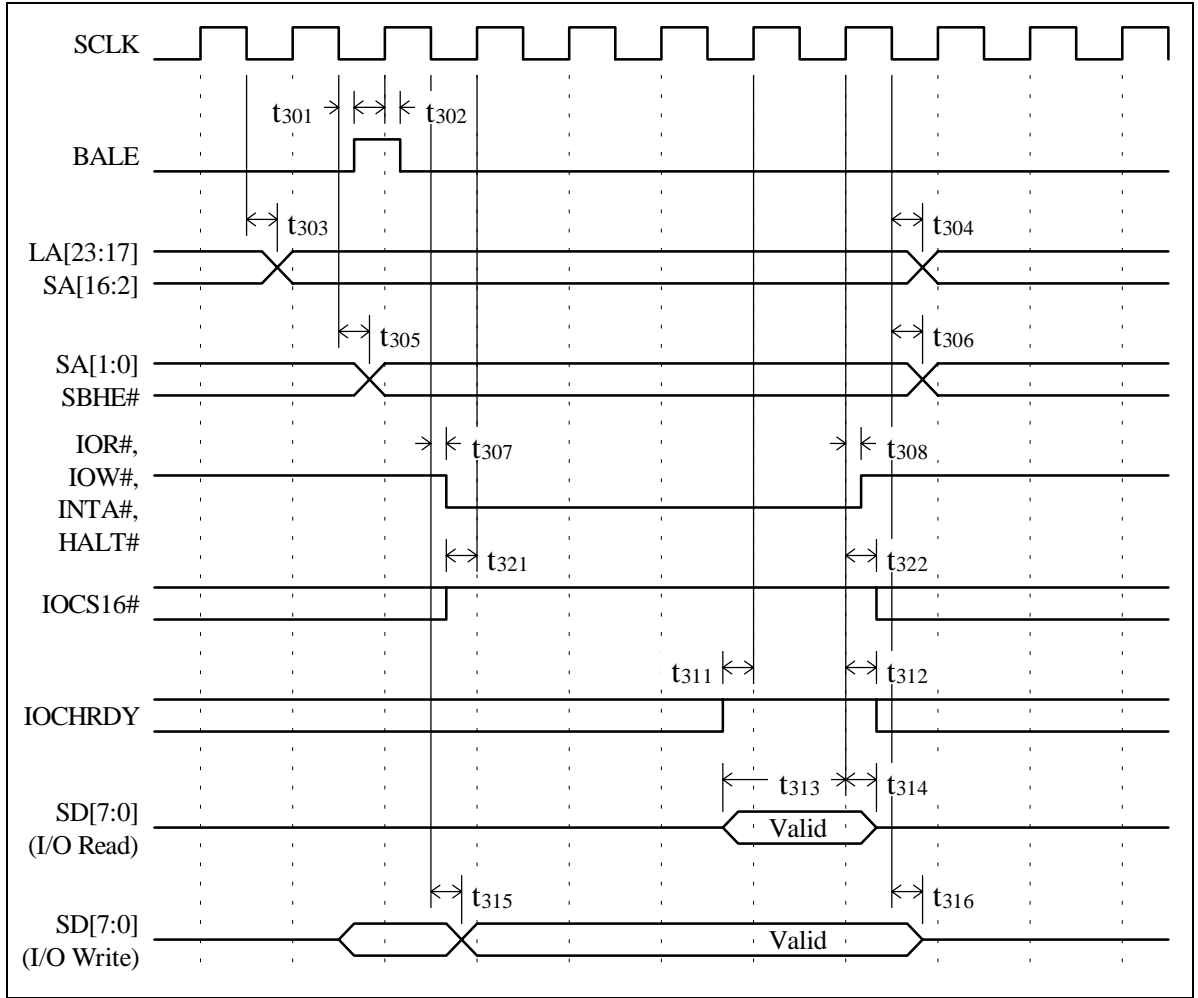 SCLK
t301 t302
BALE
t303 t304
LA[23:17]
SA[16:2]
t305 t306
SA[1:0]
SBHE#
IOR#,
t307 t308
IOW#,
INTA#,
HALT#
t321 t322
IOCS16#
t311 t312
IOCHRDY
t313 t314
SD[7:0]
Valid
(I/O Read)
t315 t316
SD[7:0]
Valid
(I/O Write)